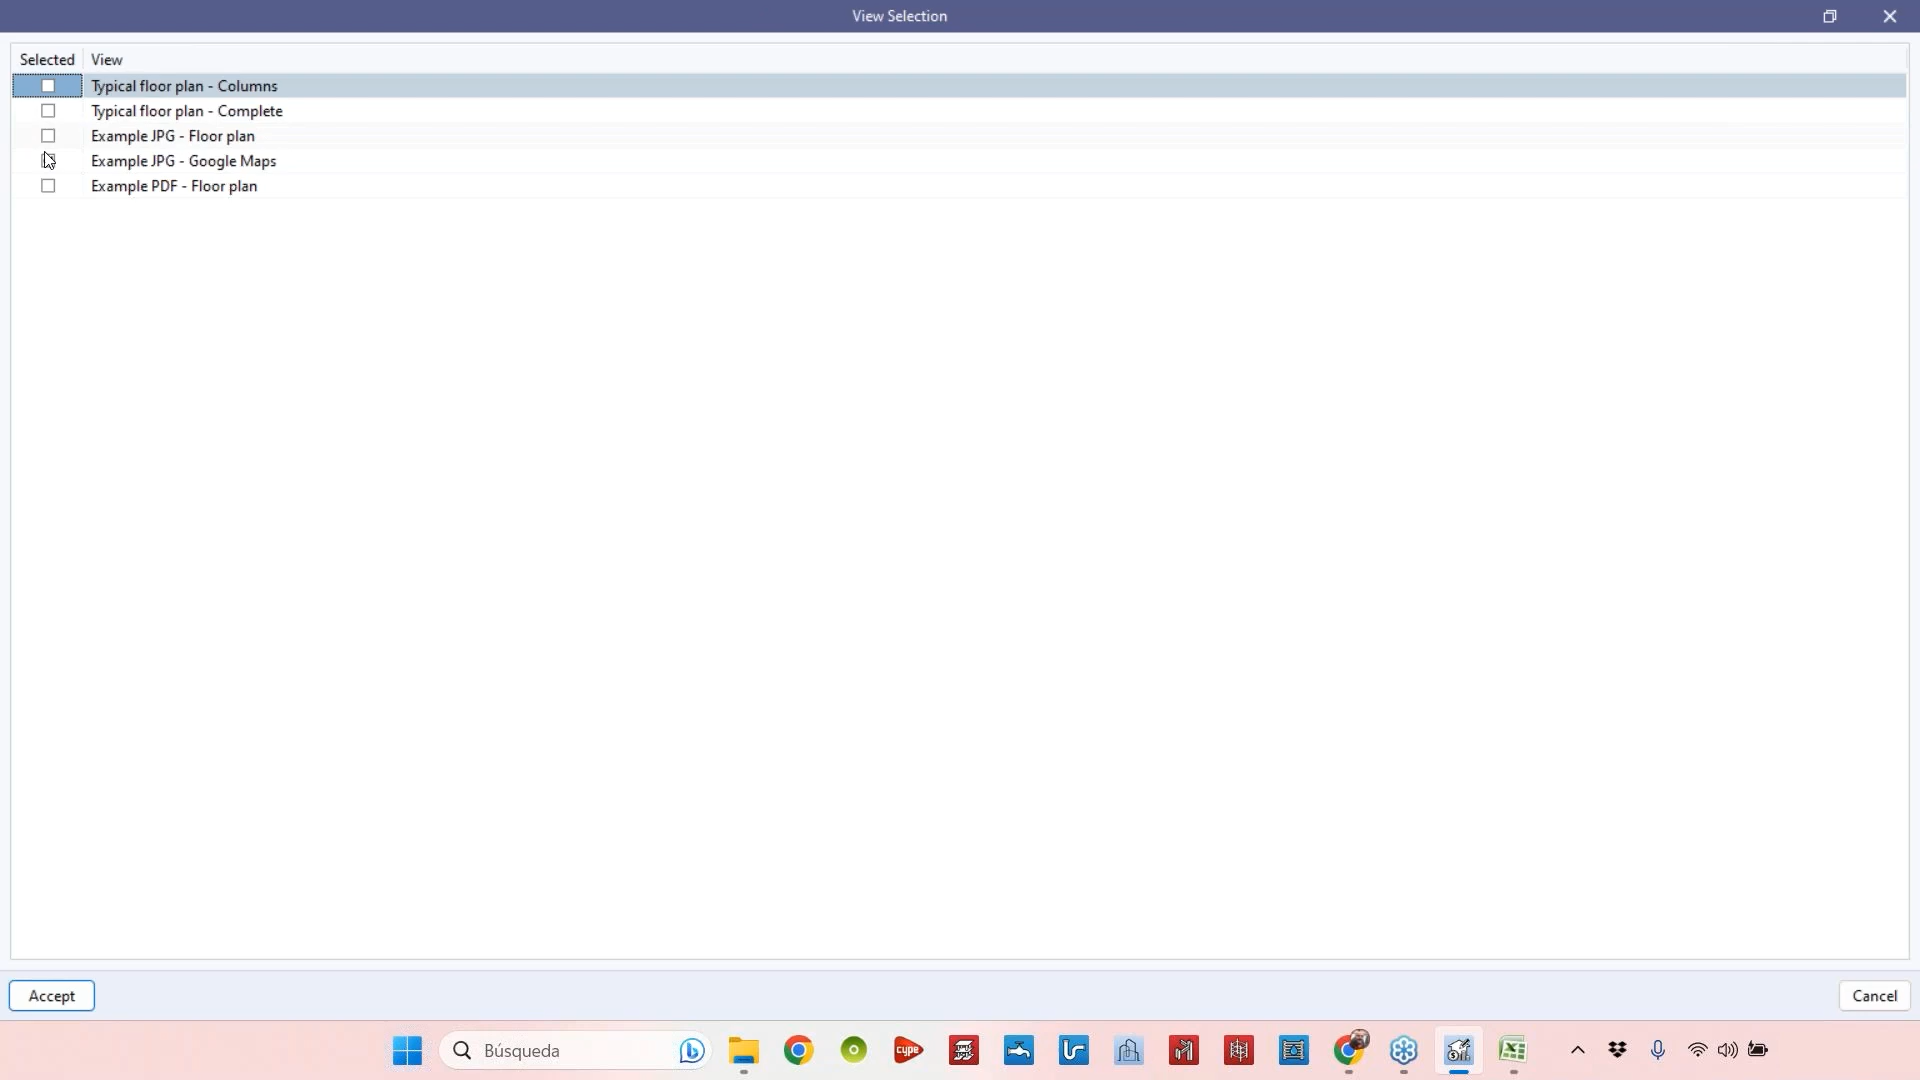 View Selection
Selected View
Typical floor plan - Columns
Typical floor plan - Complete
Example JPG - Floor plan
Example JPG - Google Maps
Example PDF - Floor plan
Accept Cancel
Búsqueda
cype